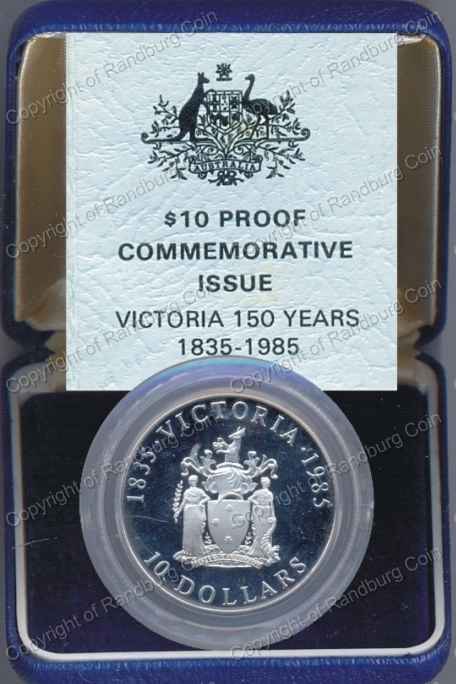 AUSTRALIA
$10 PROOF
COMMEMORATIVE
ISSUE
VICTORIA 150 YEARS
1835-1985
1835·VICTORIA·1985
10 DOLLARS
Copyright of Randburg Coin